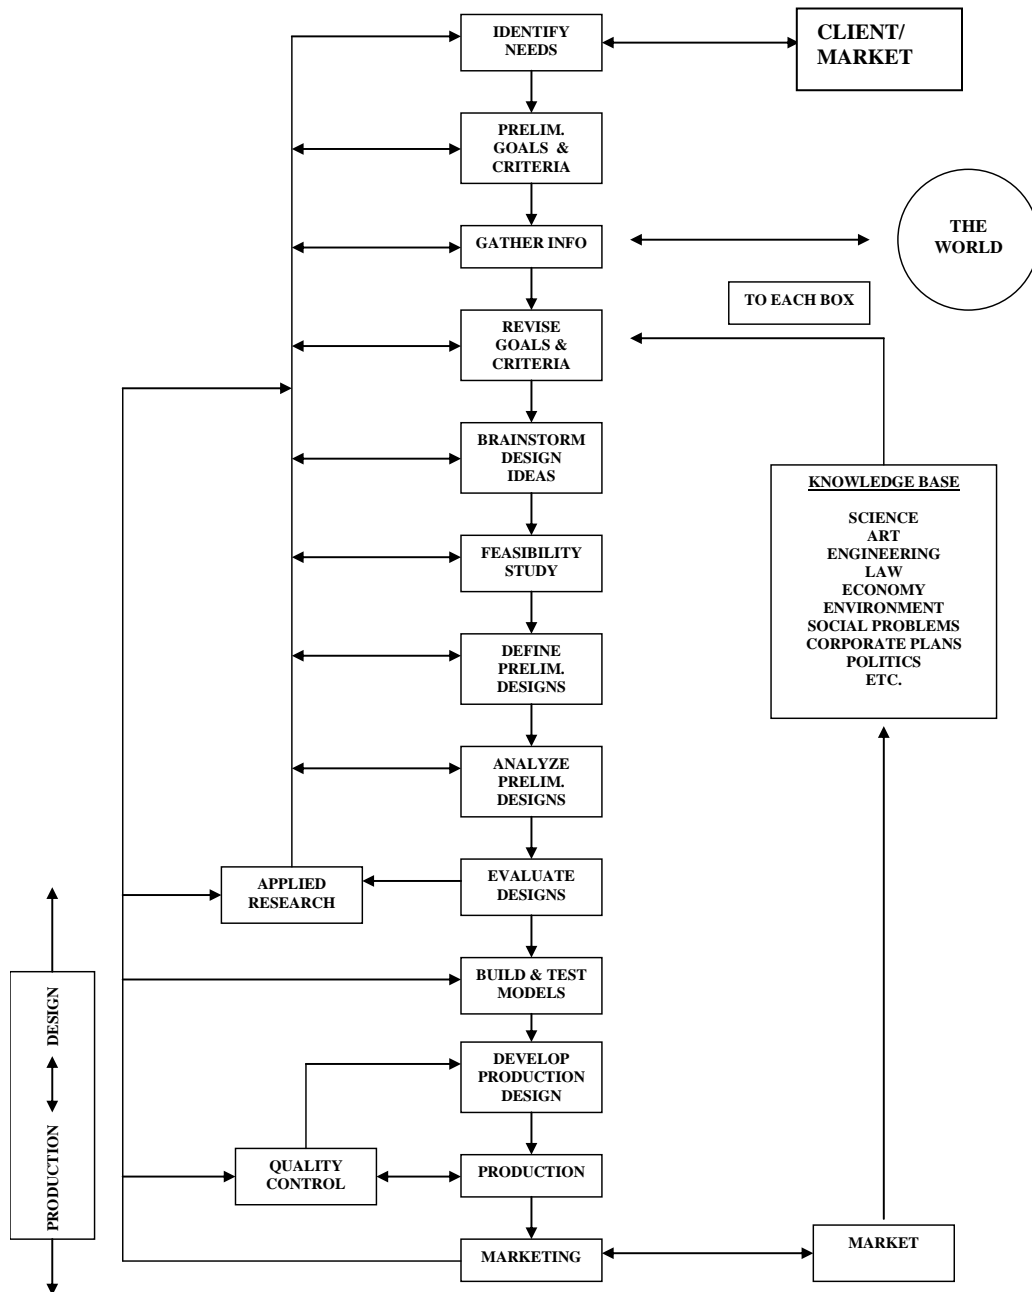 IDENTIFY
NEEDS
CLIENT/
MARKET
PRELIM.
GOALS &
CRITERIA
GATHER INFO
THE
WORLD
TO EACH BOX
REVISE
GOALS &
CRITERIA
BRAINSTORM
DESIGN
IDEAS
KNOWLEDGE BASE
SCIENCE
ART
ENGINEERING
LAW
ECONOMY
ENVIRONMENT
SOCIAL PROBLEMS
CORPORATE PLANS
POLITICS
ETC.
FEASIBILITY
STUDY
DEFINE
PRELIM.
DESIGNS
ANALYZE
PRELIM.
DESIGNS
APPLIED
RESEARCH
EVALUATE
DESIGNS
BUILD & TEST
MODELS
PRODUCTION DESIGN
DEVELOP
PRODUCTION
DESIGN
QUALITY
CONTROL
PRODUCTION
MARKETING
MARKET